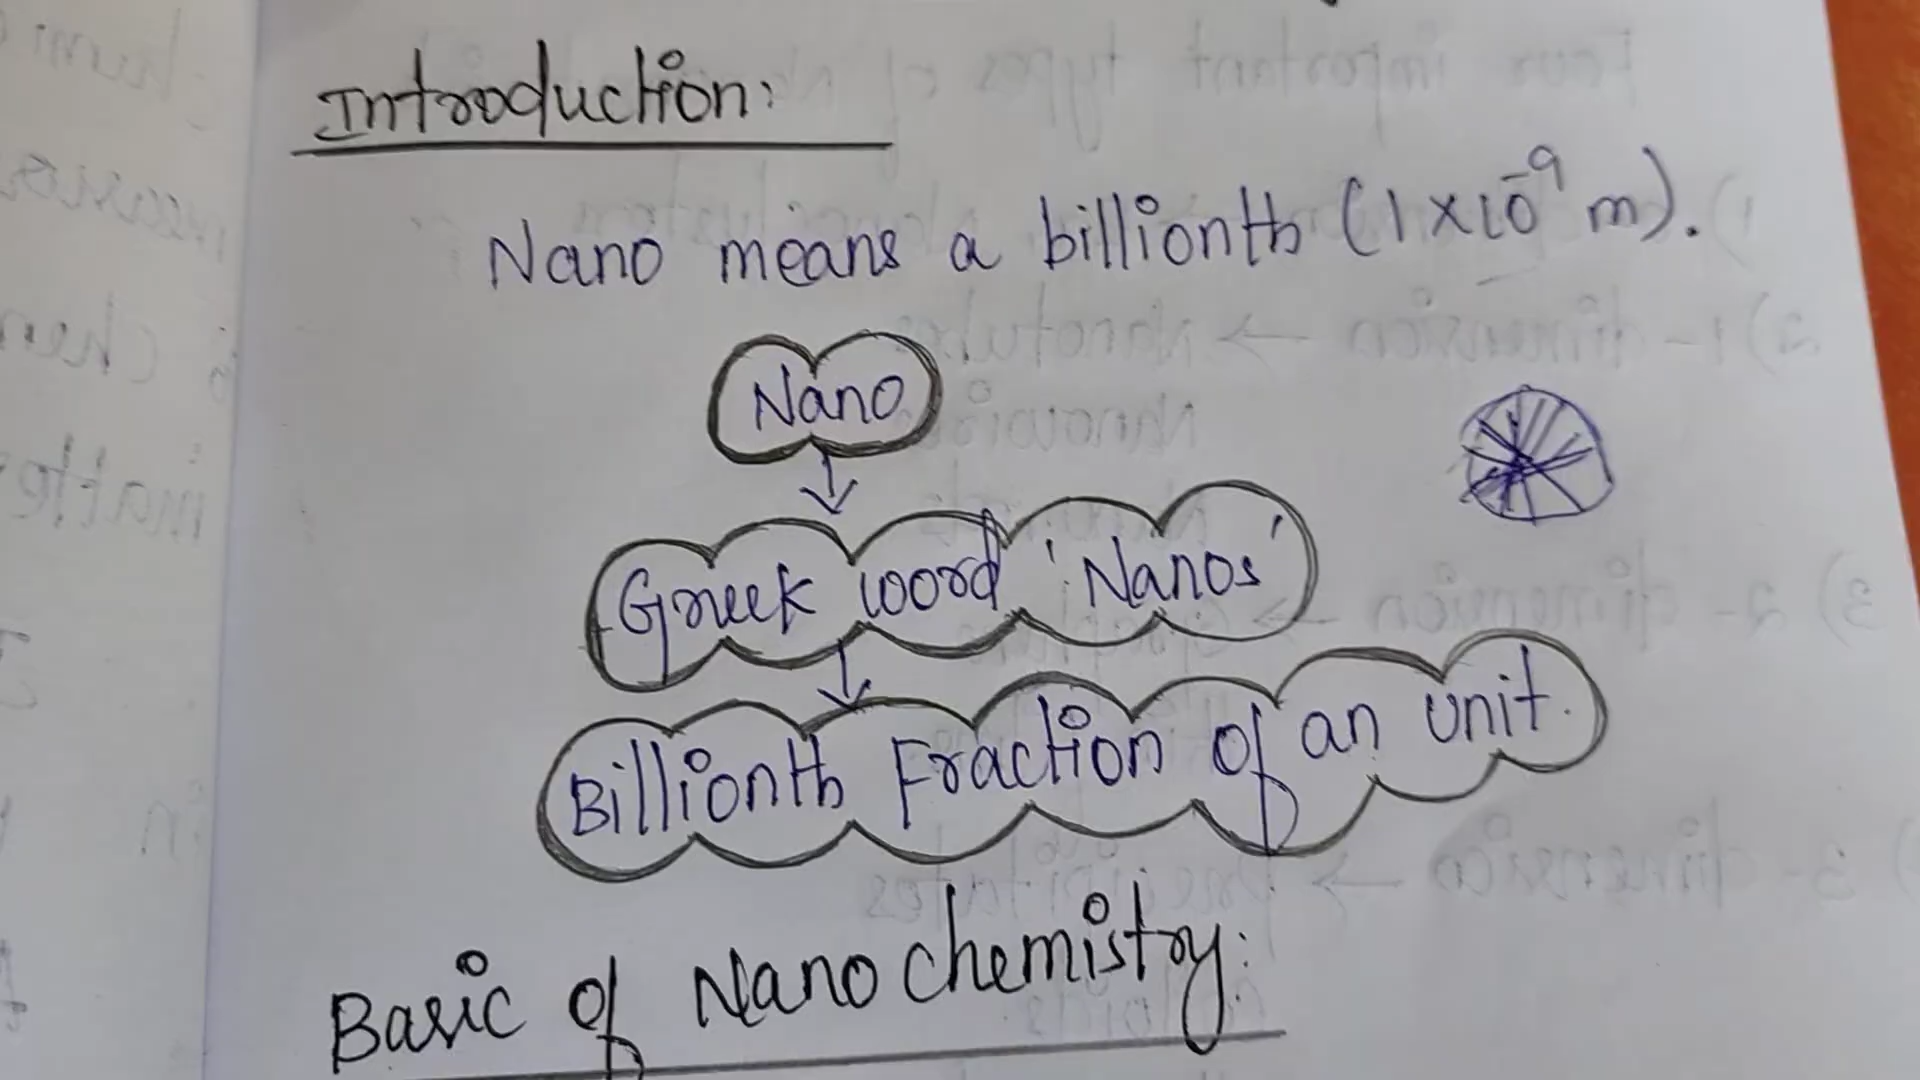 Introduction:
Nano means a billionth (1×10⁻⁹ m).
Nano
Greek word 'Nanos'
Billionth Fraction of an unit.
Basic of Nano chemistry: